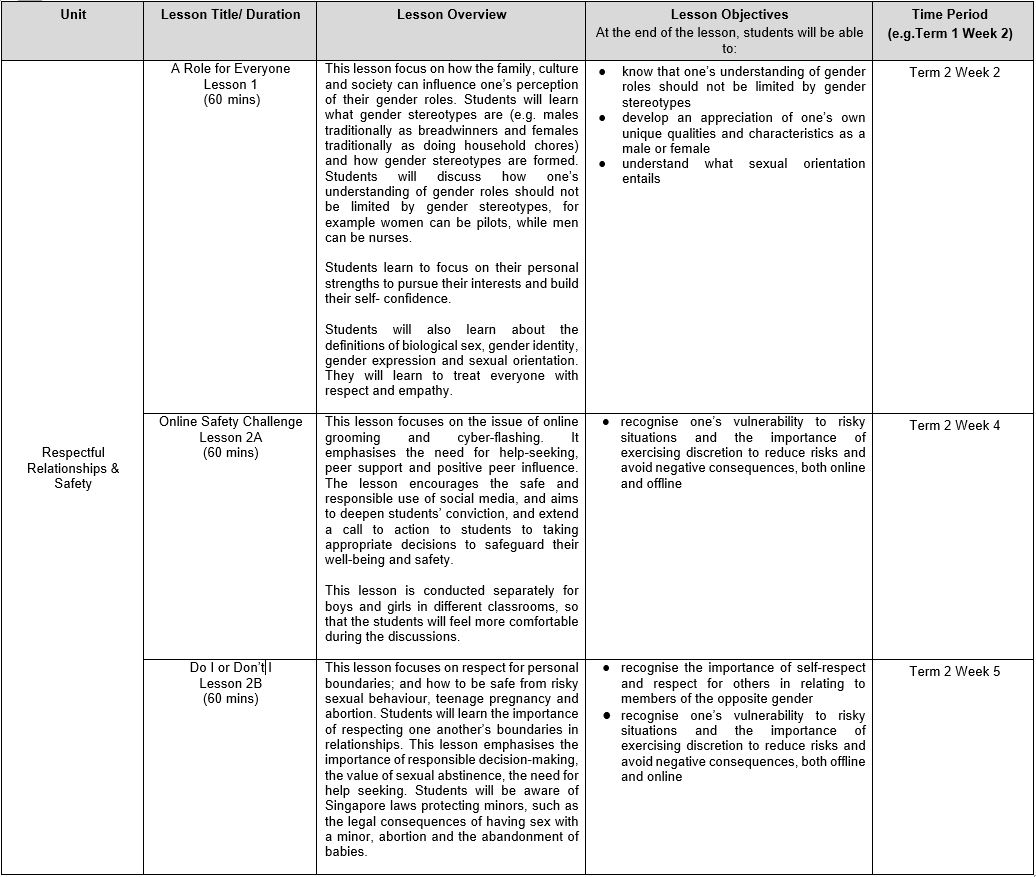 Unit
Lesson Title/ Duration
Lesson Overview
Lesson Objectives
At the end of the lesson, students will be able
to:
Time Period
(e.g.Term 1 Week 2)
Respectful
Relationships &
Safety
A Role for Everyone
Lesson 1
(60 mins)
This lesson focus on how the family, culture
and society can influence one's perception
of their gender roles. Students will learn
what gender stereotypes are (e.g. males
traditionally as breadwinners and females
traditionally as doing household chores)
and how gender stereotypes are formed.
Students will discuss how one's
understanding of gender roles should not
be limited by gender stereotypes, for
example women can be pilots, while men
can be nurses.
Students learn to focus on their personal
strengths to pursue their interests and build
their self- confidence.
Students will also learn about the
definitions of biological sex, gender identity,
gender expression and sexual orientation.
They will learn to treat everyone with
respect and empathy.
● know that one's understanding of gender
roles should not be limited by gender
stereotypes
● develop an appreciation of one's own
unique qualities and characteristics as a
male or female
● understand what sexual orientation
entails
Term 2 Week 2
Online Safety Challenge
Lesson 2A
(60 mins)
This lesson focuses on the issue of online
grooming and cyber-flashing. It
emphasises the need for help-seeking,
peer support and positive peer influence.
The lesson encourages the safe and
responsible use of social media, and aims
to deepen students' conviction, and extend
a call to action to students to taking
appropriate decisions to safeguard their
well-being and safety.
This lesson is conducted separately for
boys and girls in different classrooms, so
that the students will feel more comfortable
during the discussions.
● recognise one's vulnerability to risky
situations and the importance of
exercising discretion to reduce risks and
avoid negative consequences, both online
and offline
Term 2 Week 4
Do I or Don't I
Lesson 2B
(60 mins)
This lesson focuses on respect for personal
boundaries; and how to be safe from risky
sexual behaviour, teenage pregnancy and
abortion. Students will learn the importance
of respecting one another's boundaries in
relationships. This lesson emphasises the
importance of responsible decision-making,
the value of sexual abstinence, the need for
help seeking. Students will be aware of
Singapore laws protecting minors, such as
the legal consequences of having sex with
a minor, abortion and the abandonment of
babies.
● recognise the importance of self-respect
and respect for others in relating to
members of the opposite gender
● recognise one's vulnerability to risky
situations and the importance of
exercising discretion to reduce risks and
avoid negative consequences, both offline
and online
Term 2 Week 5